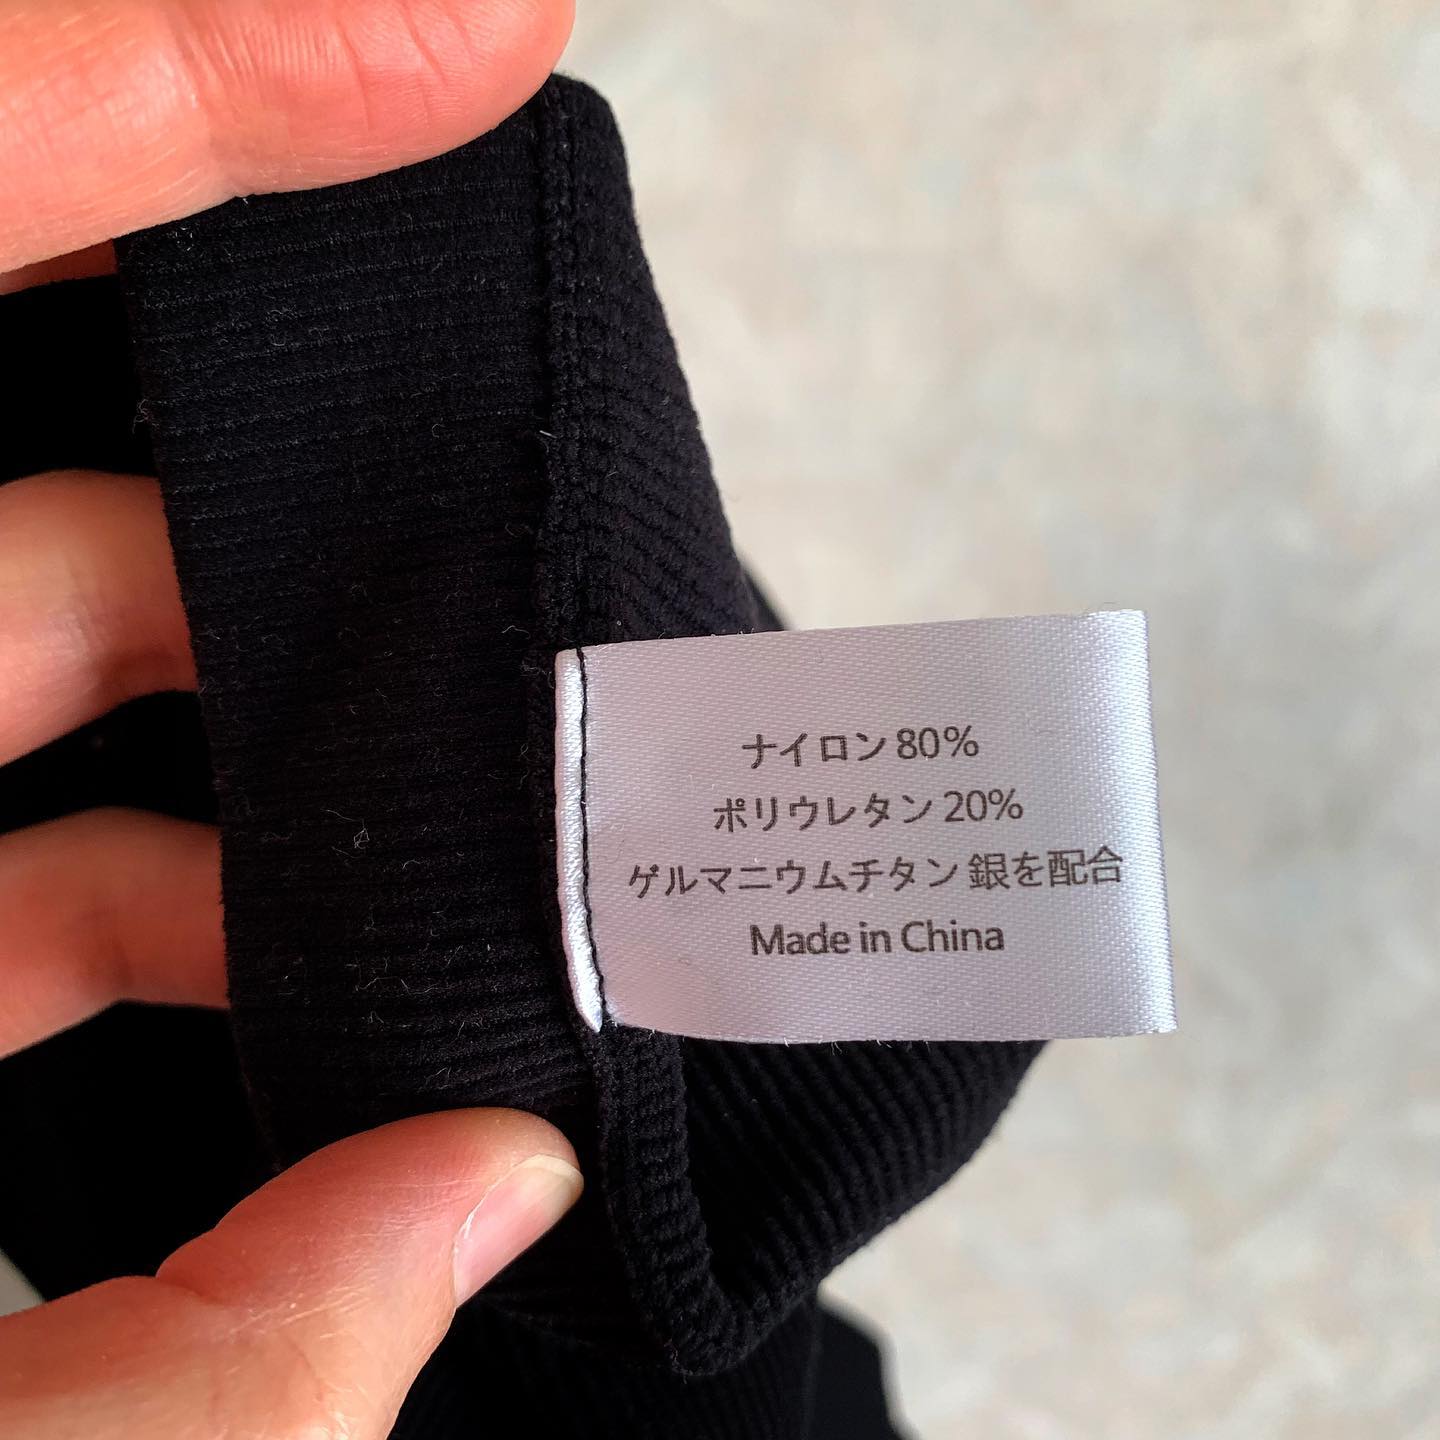 ナイロン 80%
ポリウレタン 20%
ゲルマニウムチタン 銀を配合
Made in China